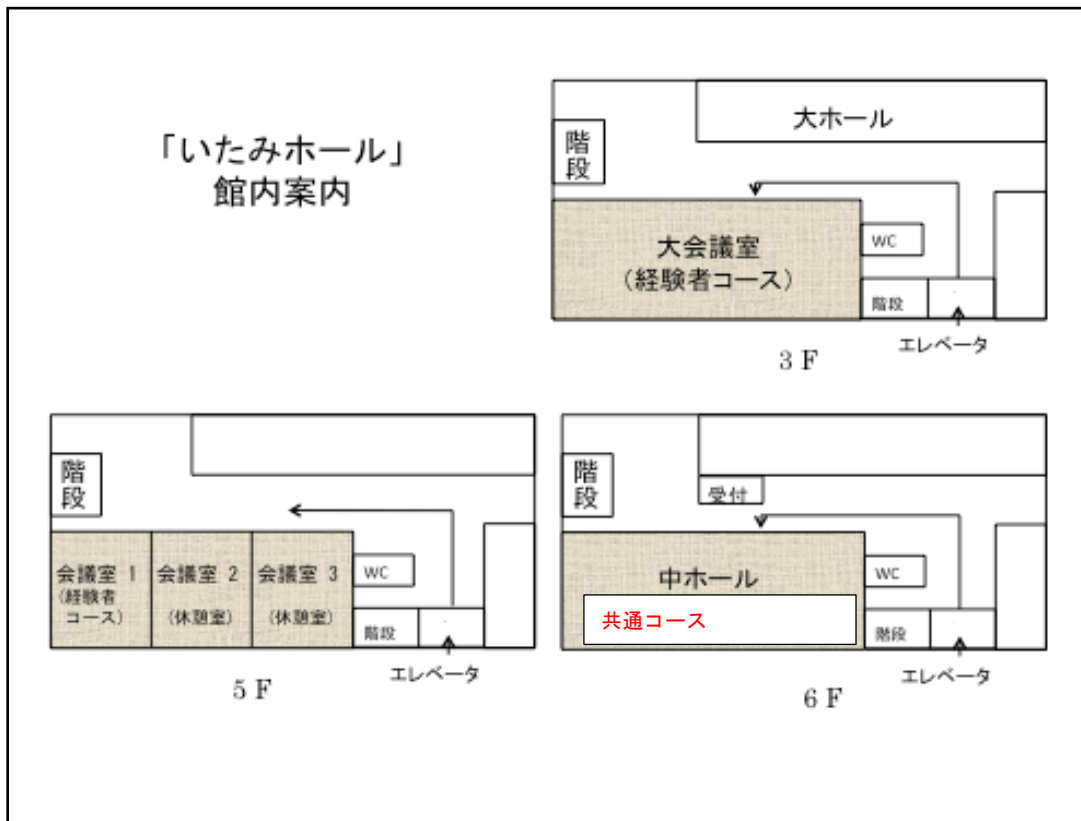 「いたみホール」
館内案内
大ホール
階
段
大会議室
(経験者コース)
WC
階段
エレベータ
3 F
階
段
会議室 1
(経験者
コース)
会議室 2
(休憩室)
会議室 3
(休憩室)
WC
階段
エレベータ
5 F
階
段
受付
中ホール
共通コース
WC
階段
エレベータ
6 F